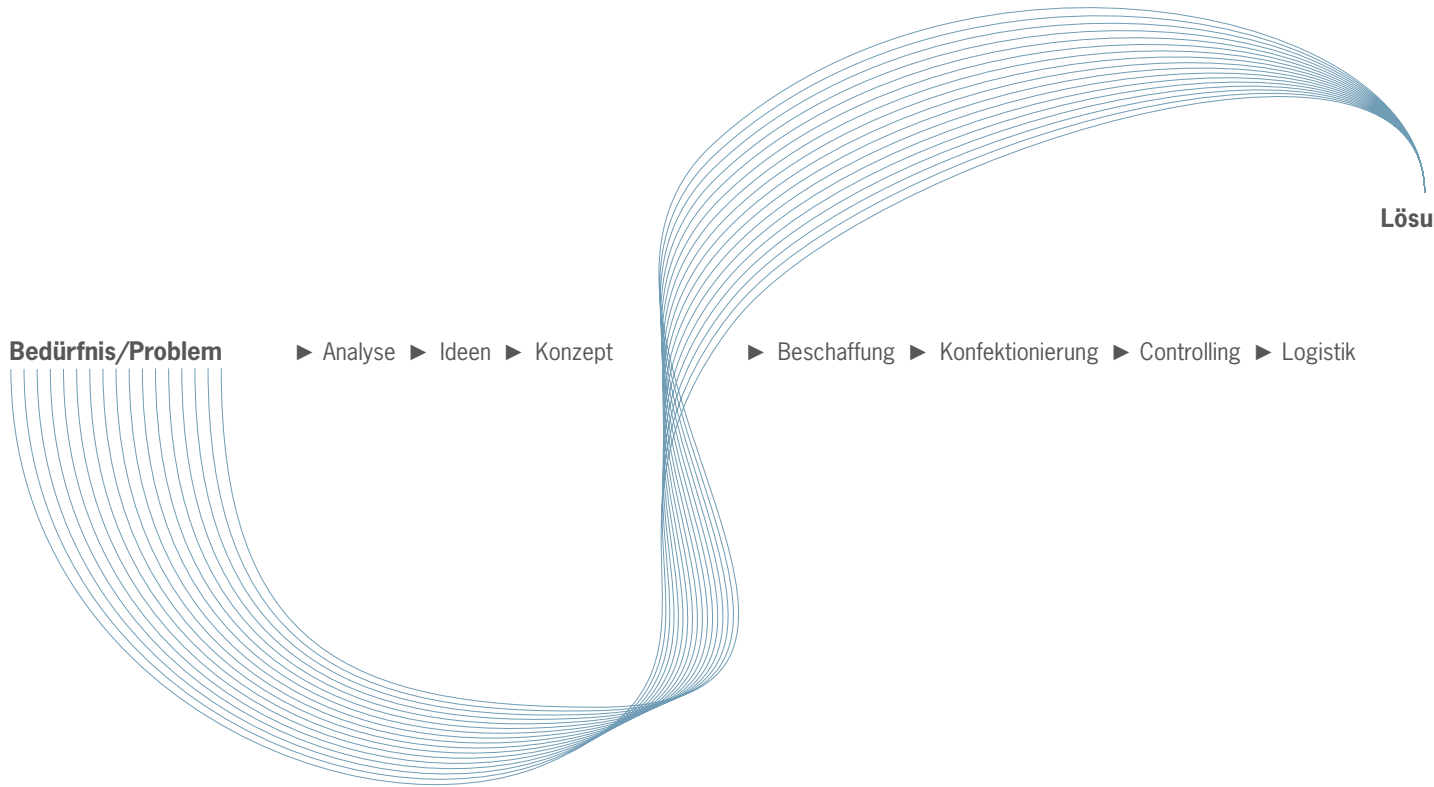 Lösu
Bedürfnis/Problem ► Analyse ► Ideen ► Konzept ► Beschaffung ► Konfektionierung ► Controlling ► Logistik